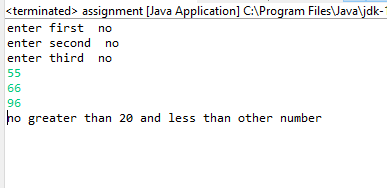 <terminated> assignment [Java Application] C:\Program Files\Java\jdk-
enter first  no
enter second  no
enter third  no
55
66
96
no greater than 20 and less than other number